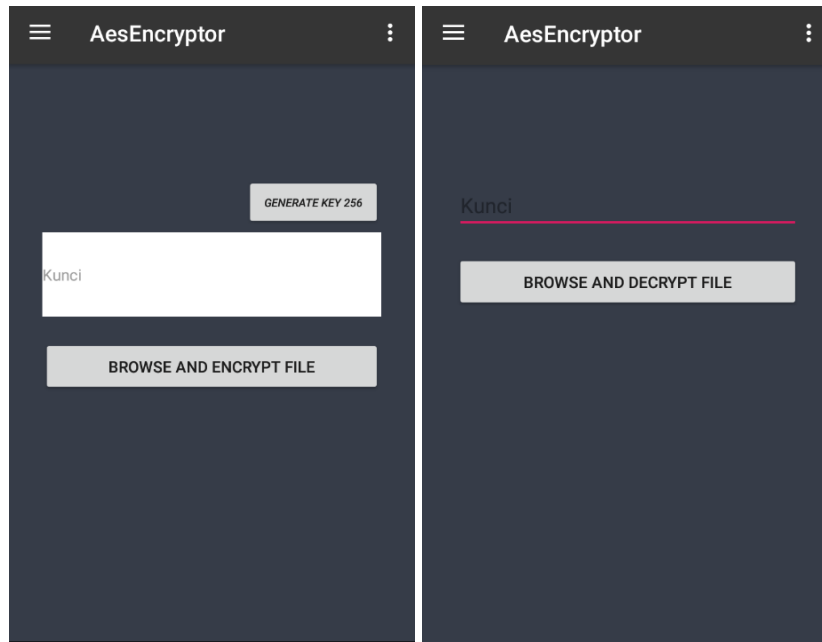 AesEncryptor
GENERATE KEY 256
Kunci
BROWSE AND ENCRYPT FILE
AesEncryptor
Kunci
BROWSE AND DECRYPT FILE